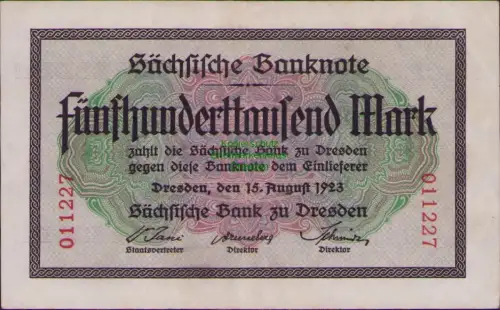 Sächsische Banknote
Fünfhunderttausend Mark
zahlt die Sächsische Bank zu Dresden
gegen diese Banknote dem Einlieferer
Dresden, den 15. August 1923
Sächsische Bank zu Dresden
011227
011227
Staatsvertreter Direktor Direktor